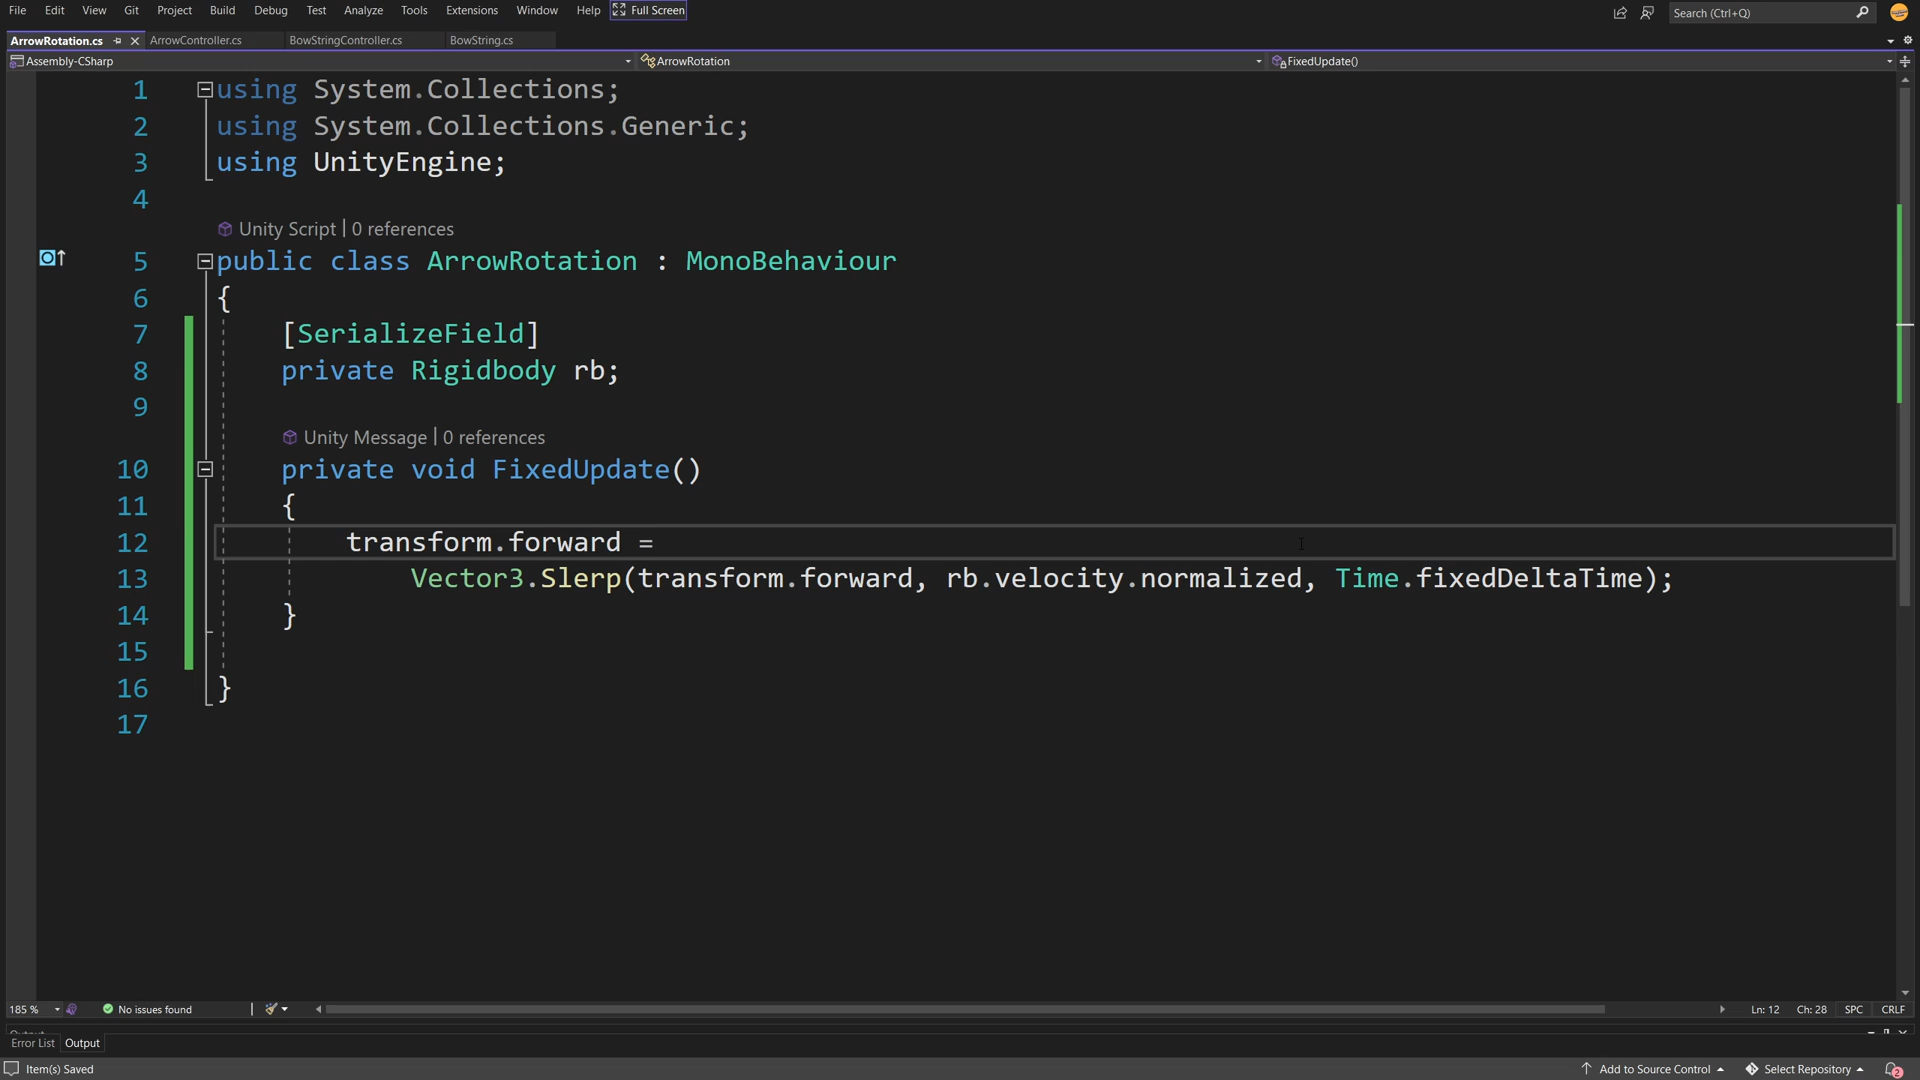 File Edit View Git Project Build Debug Test Analyze Tools Extensions Window Help Full Screen Search (Ctrl+Q)
ArrowRotation.cs ArrowController.cs BowStringController.cs BowString.cs
Assembly-CSharp ArrowRotation FixedUpdate()
1 using System.Collections;
2 using System.Collections.Generic;
3 using UnityEngine;
4
Unity Script | 0 references
5 public class ArrowRotation : MonoBehaviour
6 {
7 [SerializeField]
8 private Rigidbody rb;
9
Unity Message | 0 references
10 private void FixedUpdate()
11 {
12 transform.forward =
13 Vector3.Slerp(transform.forward, rb.velocity.normalized, Time.fixedDeltaTime);
14 }
15
16 }
17
185 % No issues found Ln: 12 Ch: 28 SPC CRLF
Output
Error List Output
Item(s) Saved Add to Source Control Select Repository 2